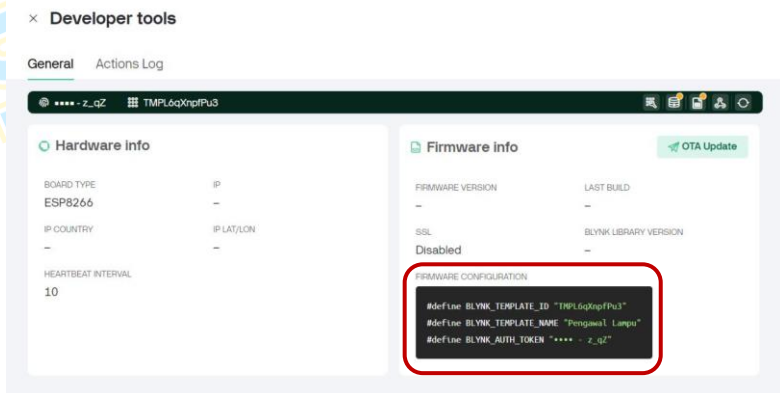 × Developer tools
General Actions Log
•••• - z_qZ TMPL6qXnpfPu3
Hardware info
BOARD TYPE IP
ESP8266 –
IP COUNTRY IP LAT/LON
– –
HEARTBEAT INTERVAL
10
Firmware info OTA Update
FIRMWARE VERSION LAST BUILD
– –
SSL BLYNK LIBRARY VERSION
Disabled –
FIRMWARE CONFIGURATION
#define BLYNK_TEMPLATE_ID "TMPL6qXnpfPu3"
#define BLYNK_TEMPLATE_NAME "Pengawal Lampu"
#define BLYNK_AUTH_TOKEN "•••• - z_qZ"